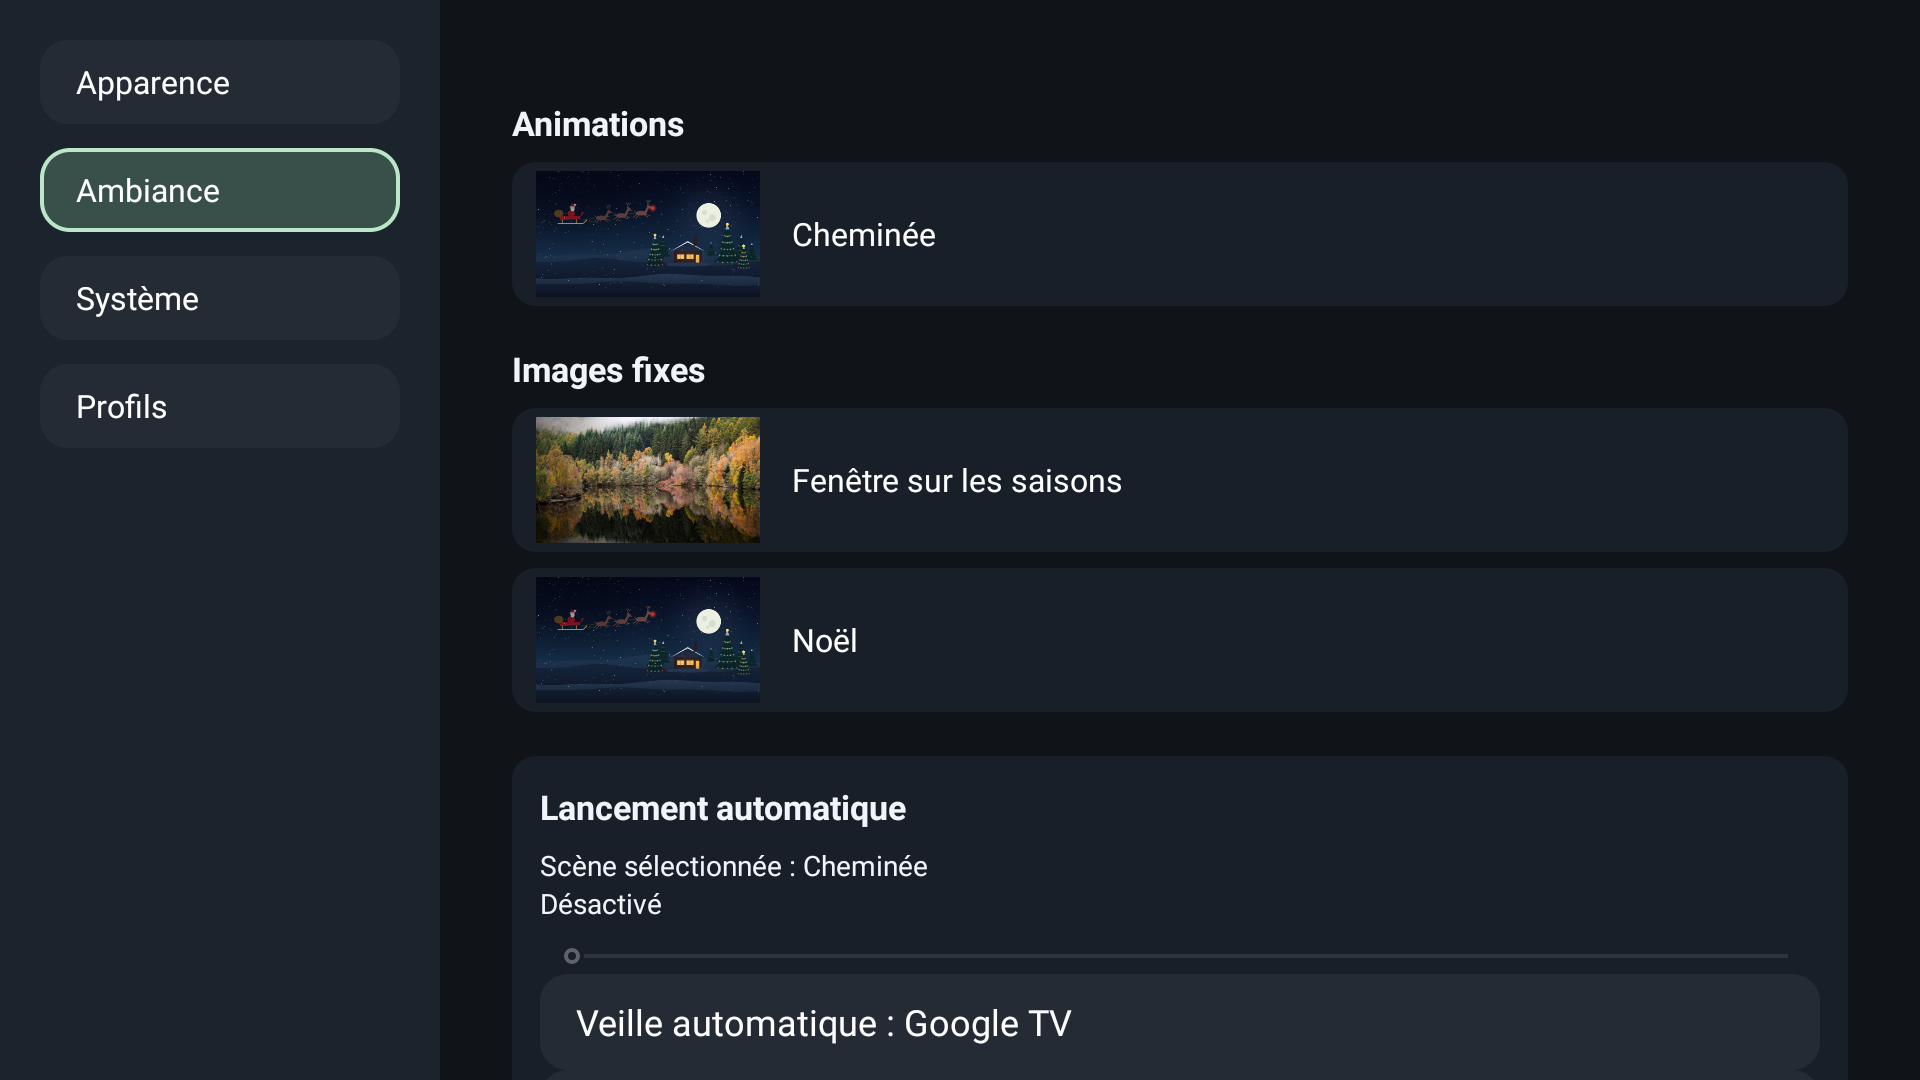 Apparence
Ambiance
Système
Profils
Animations
Cheminée
Images fixes
Fenêtre sur les saisons
Noël
Lancement automatique
Scène sélectionnée : Cheminée
Désactivé
Veille automatique : Google TV